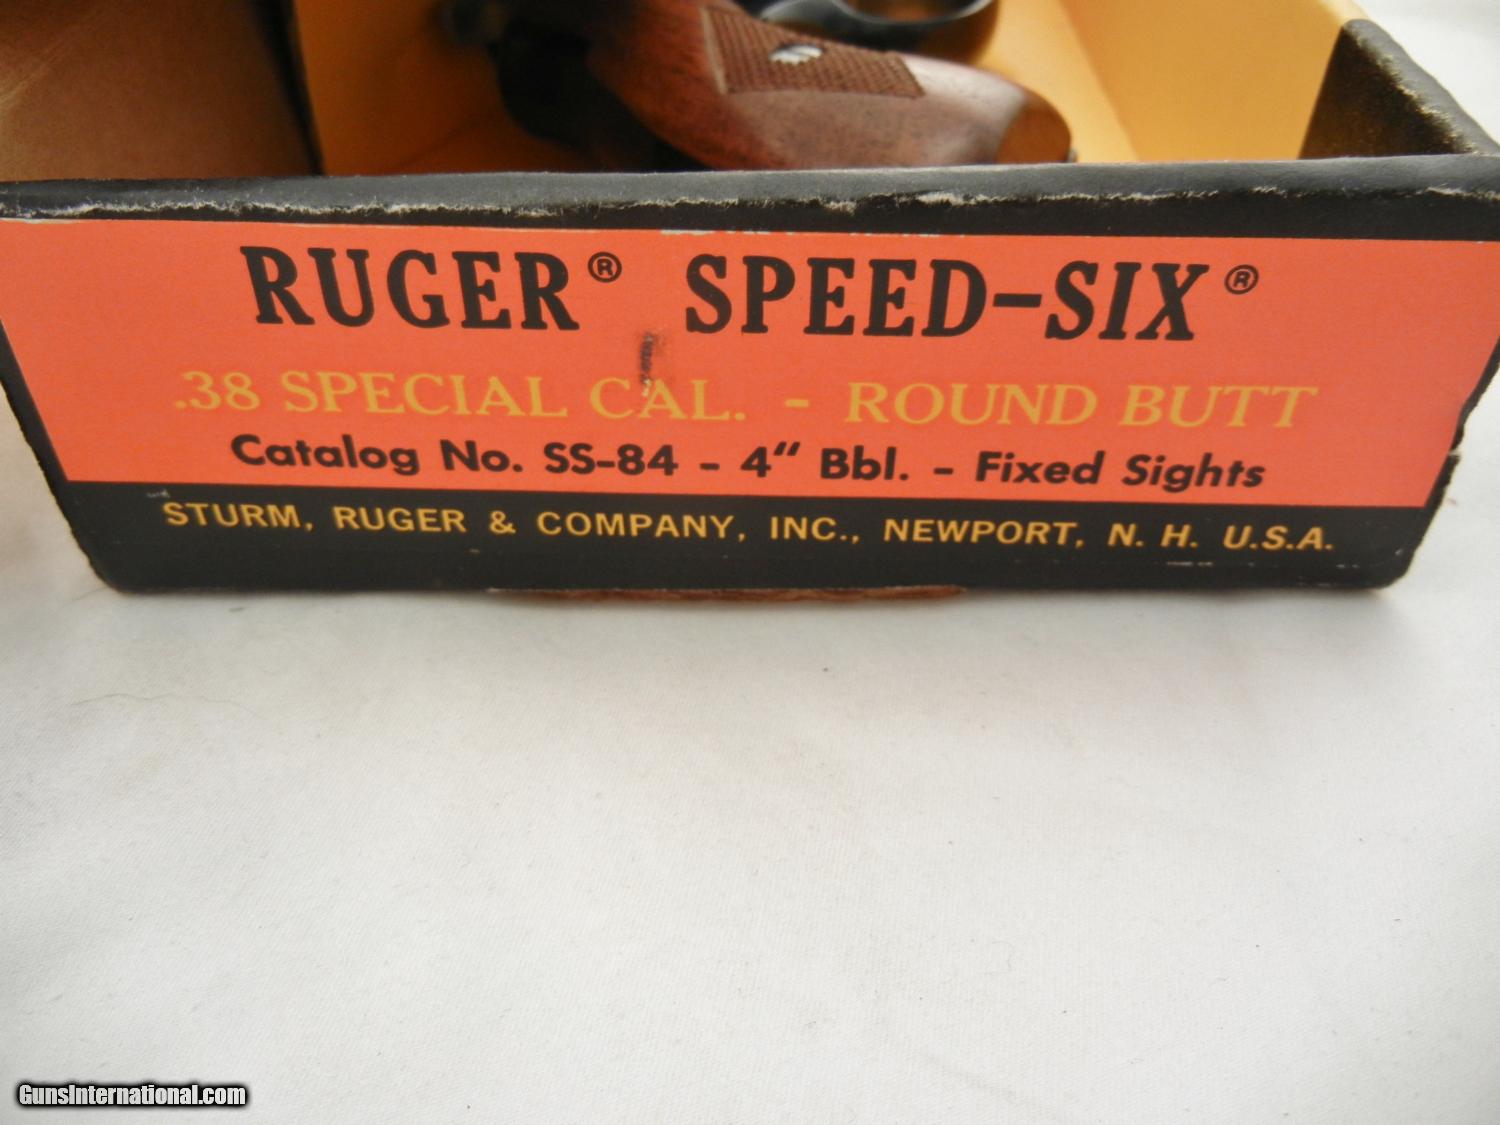 RUGER® SPEED-SIX®
.38 SPECIAL CAL. - ROUND BUTT
Catalog No. SS-84 - 4" Bbl. - Fixed Sights
STURM, RUGER & COMPANY, INC., NEWPORT, N. H. U.S.A.
GunsInternational.com